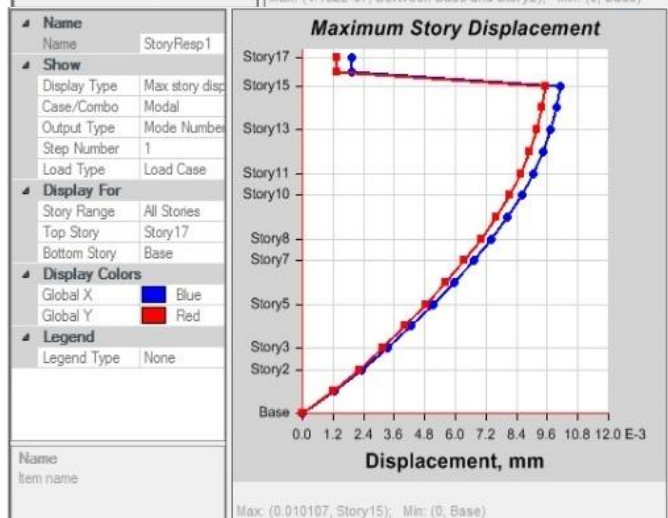 Name
Name StoryResp1
Show
Display Type Max story disp
Case/Combo Modal
Output Type Mode Number
Step Number 1
Load Type Load Case
Display For
Story Range All Stories
Top Story Story17
Bottom Story Base
Display Colors
Global X Blue
Global Y Red
Legend
Legend Type None
Name
Item name
Maximum Story Displacement
Story17
Story15
Story13
Story11
Story10
Story8
Story7
Story5
Story3
Story2
Base
0.0 1.2 2.4 3.6 4.8 6.0 7.2 8.4 9.6 10.8 12.0 E-3
Displacement, mm
Max: (0.010107, Story15); Min: (0, Base)